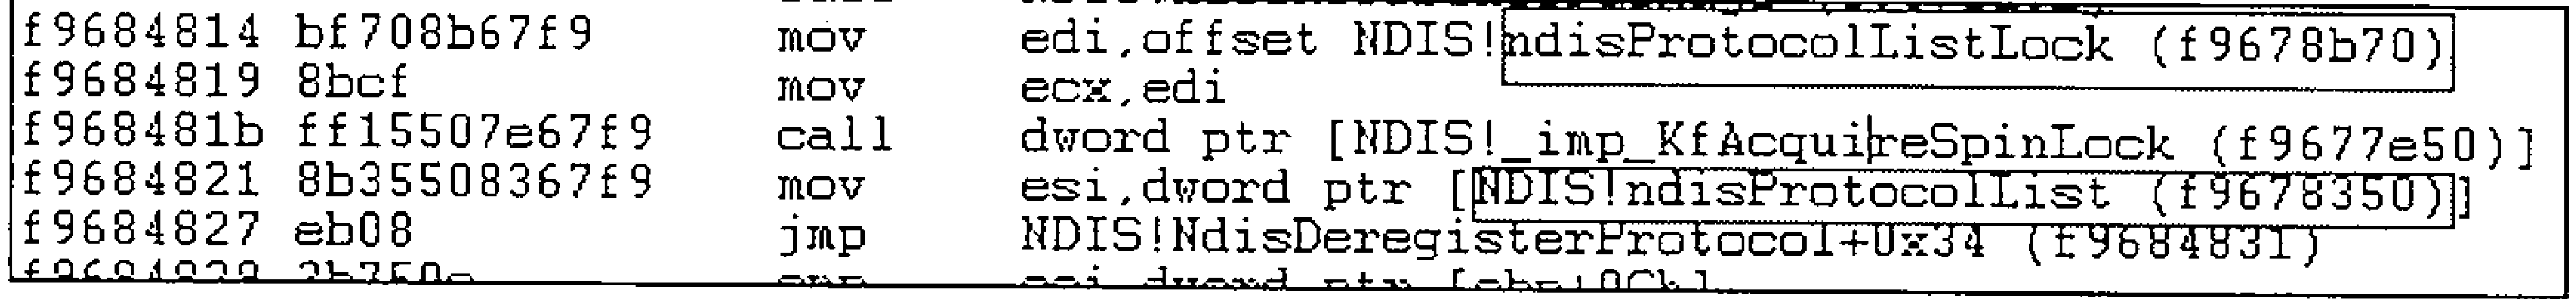 f9684814 bf708b67f9 mov edi,offset NDIS!ndisProtocolListLock (f9678b70)
f9684819 8bcf mov ecx,edi
f968481b ff15507e67f9 call dword ptr [NDIS!_imp_KfAcquireSpinLock (f9677e50)]
f9684821 8b35508367f9 mov esi,dword ptr [NDIS!ndisProtocolList (f9678350)]
f9684827 eb08 jmp NDIS!NdisDeregisterProtocol+0x34 (f9684831)